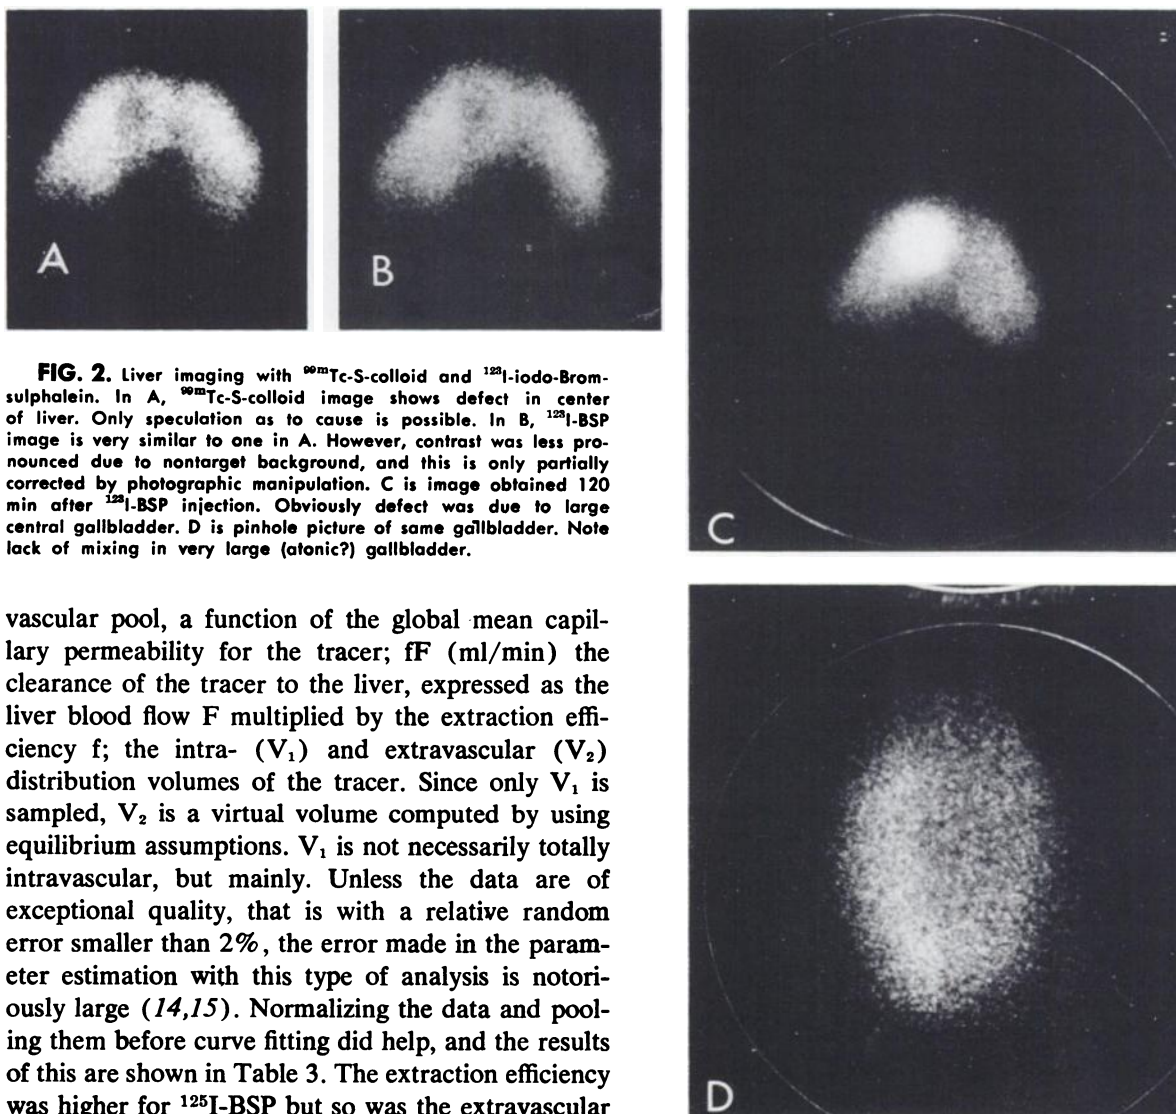 A
B
C
FIG. 2. Liver imaging with ⁹⁹ᵐTc-S-colloid and ¹²³I-iodo-Brom-
sulphalein. In A, ⁹⁹ᵐTc-S-colloid image shows defect in center
of liver. Only speculation as to cause is possible. In B, ¹²³I-BSP
image is very similar to one in A. However, contrast was less pro-
nounced due to nontarget background, and this is only partially
corrected by photographic manipulation. C is image obtained 120
min after ¹²³I-BSP injection. Obviously defect was due to large
central gallbladder. D is pinhole picture of same gallbladder. Note
lack of mixing in very large (atonic?) gallbladder.
vascular pool, a function of the global mean capil-
lary permeability for the tracer; fF (ml/min) the
clearance of the tracer to the liver, expressed as the
liver blood flow F multiplied by the extraction effi-
ciency f; the intra- (V₁) and extravascular (V₂)
distribution volumes of the tracer. Since only V₁ is
sampled, V₂ is a virtual volume computed by using
equilibrium assumptions. V₁ is not necessarily totally
intravascular, but mainly. Unless the data are of
exceptional quality, that is with a relative random
error smaller than 2%, the error made in the param-
eter estimation with this type of analysis is notori-
ously large (14,15). Normalizing the data and pool-
ing them before curve fitting did help, and the results
of this are shown in Table 3. The extraction efficiency
was higher for ¹²⁵I-BSP but so was the extravascular
D